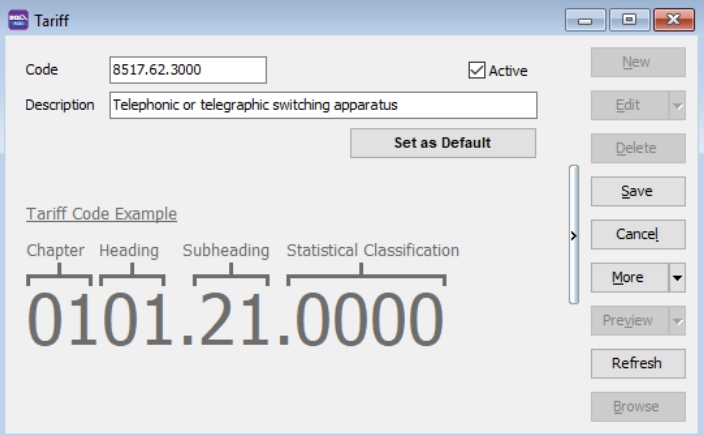 Tariff
Code 8517.62.3000 Active
Description Telephonic or telegraphic switching apparatus
Set as Default
Tariff Code Example
Chapter Heading Subheading Statistical Classification
0101.21.0000
>
New
Edit
Delete
Save
Cancel
More
Preview
Refresh
Browse